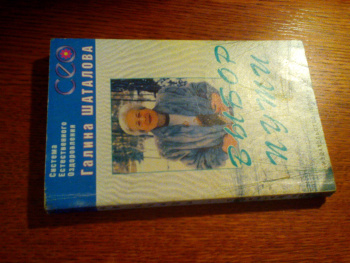 СЕО
Система
Естественного
Оздоровления
ГАЛИНА ШАТАЛОВА
ВЫБОР
ПУТИ